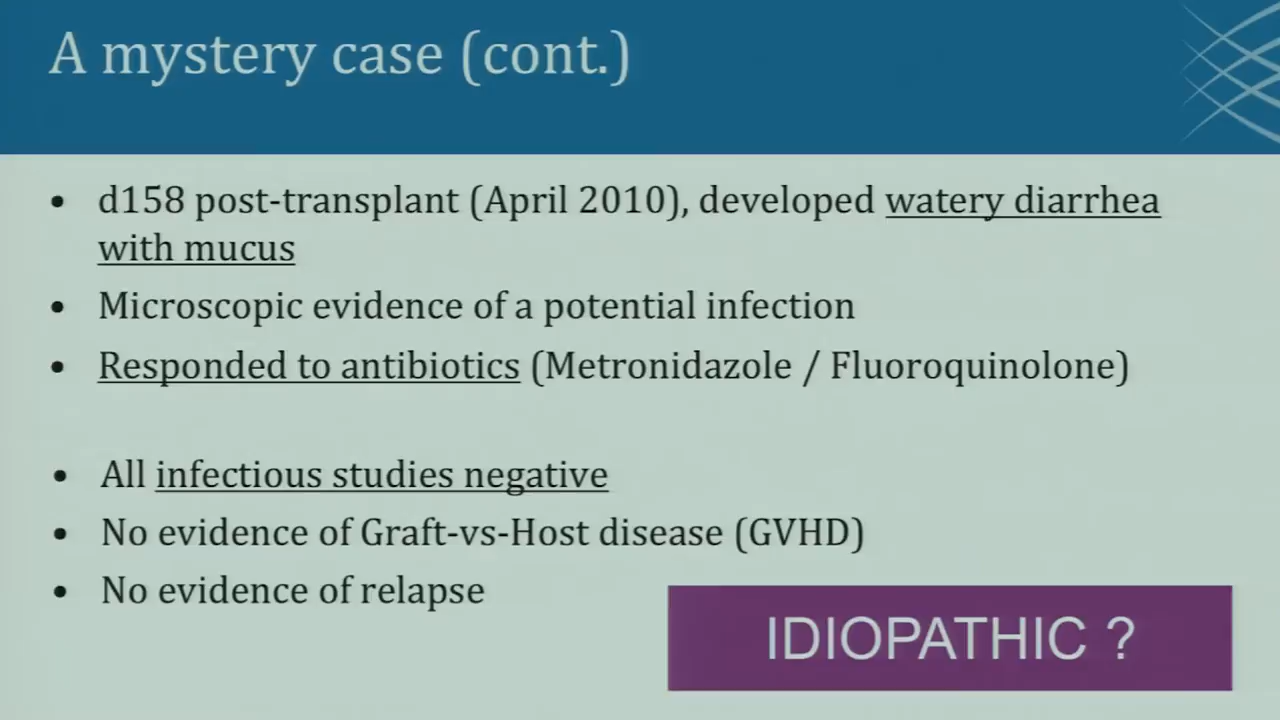 A mystery case (cont.)
• d158 post-transplant (April 2010), developed watery diarrhea
with mucus
• Microscopic evidence of a potential infection
• Responded to antibiotics (Metronidazole / Fluoroquinolone)
• All infectious studies negative
• No evidence of Graft-vs-Host disease (GVHD)
• No evidence of relapse
IDIOPATHIC ?